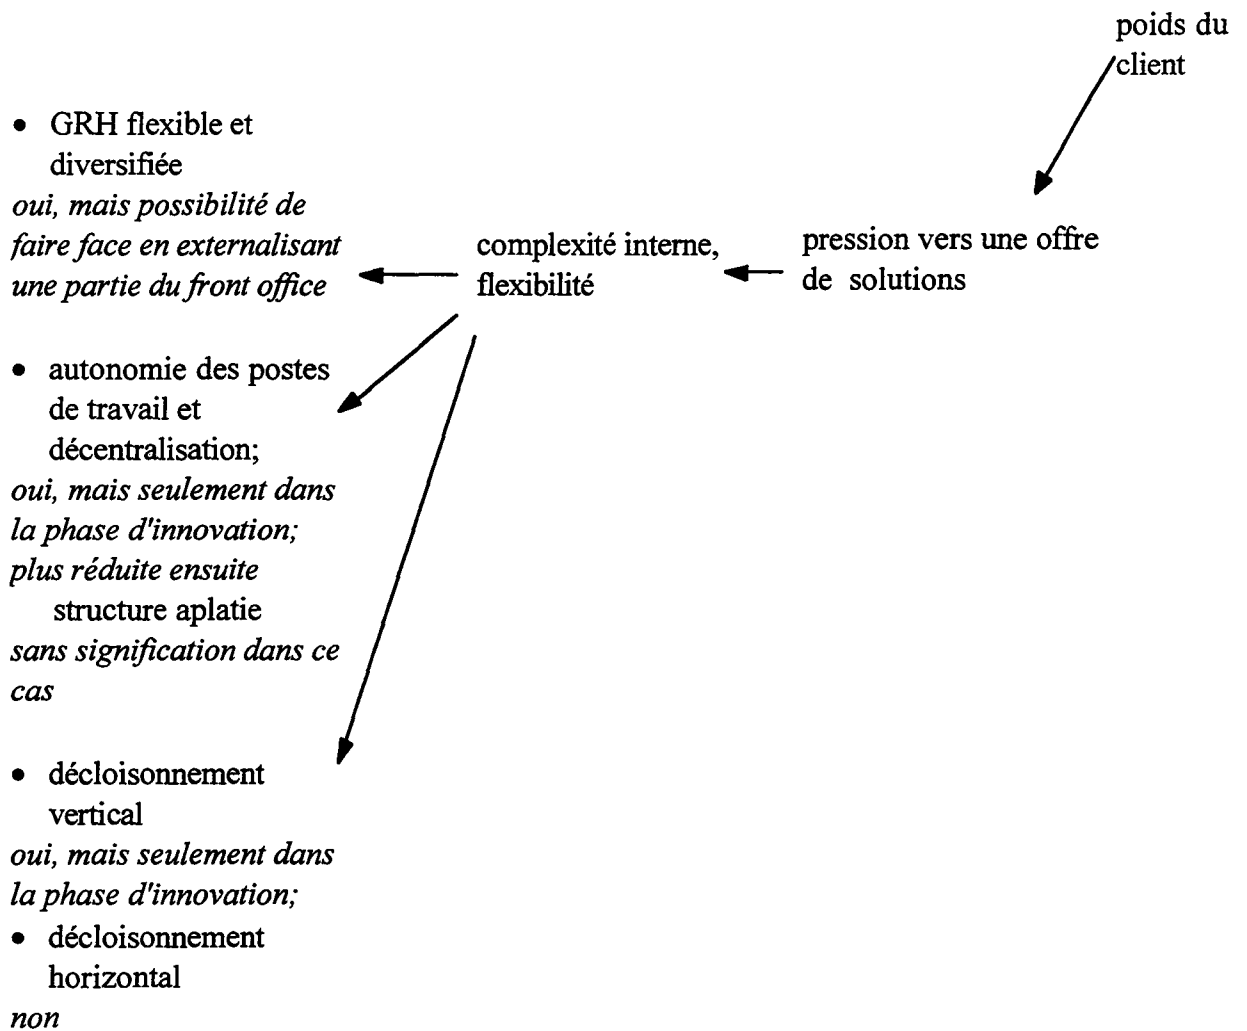 poids du
client
• GRH flexible et
diversifiée
oui, mais possibilité de
faire face en externalisant
une partie du front office
complexité interne,
flexibilité
pression vers une offre
de solutions
• autonomie des postes
de travail et
décentralisation;
oui, mais seulement dans
la phase d'innovation;
plus réduite ensuite
structure aplatie
sans signification dans ce
cas
• décloisonnement
vertical
oui, mais seulement dans
la phase d'innovation;
• décloisonnement
horizontal
non